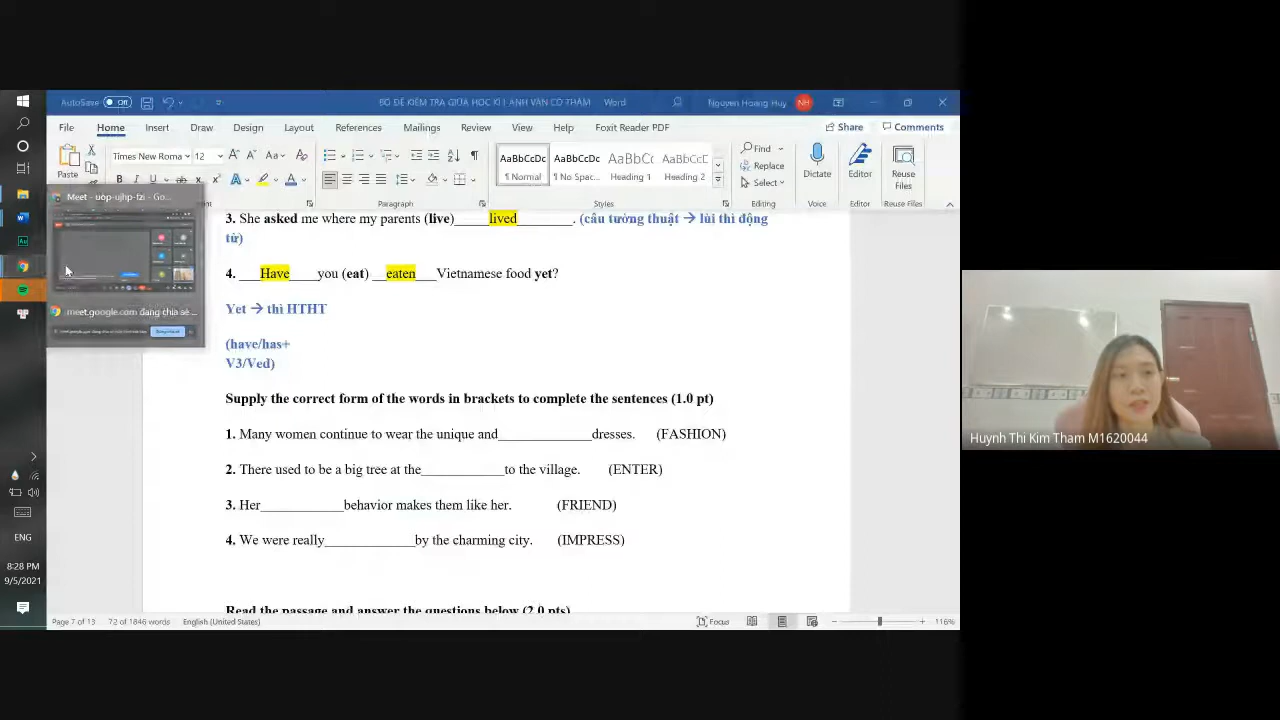 AutoSave Off
BỘ ĐỀ KIỂM TRA GIỮA HỌC KÌ I ANH VĂN CÔ THẮM
Word
Nguyen Hoang Huy NH
File Home Insert Draw Design Layout References Mailings Review View Help Foxit Reader PDF Share Comments
Paste
Times New Roma 12
AaBbCcDc AaBbCcDc AaBbC( AaBbCcE
¶ Normal ¶ No Spac... Heading 1 Heading 2
Find
Replace
Select
Dictate
Editor
Reuse
Files
Paragraph Styles Editing Voice Editor Reuse Files
Meet - uop-ujhp-fzi - Go...
meet.google.com đang chia sẻ ...
3. She asked me where my parents (live)_____lived________. (câu tường thuật → lùi thì động
từ)
4. ___Have____you (eat) __eaten___Vietnamese food yet?
Yet → thì HTHT
(have/has+
V3/Ved)
Supply the correct form of the words in brackets to complete the sentences (1.0 pt)
1. Many women continue to wear the unique and_____________dresses. (FASHION)
2. There used to be a big tree at the____________to the village. (ENTER)
3. Her____________behavior makes them like her. (FRIEND)
4. We were really_____________by the charming city. (IMPRESS)
Read the passage and answer the questions below (2.0 pts)
ENG
8:28 PM
9/5/2021
Page 7 of 13 72 of 1846 words English (United States) Focus 116%
Huynh Thi Kim Tham M1620044